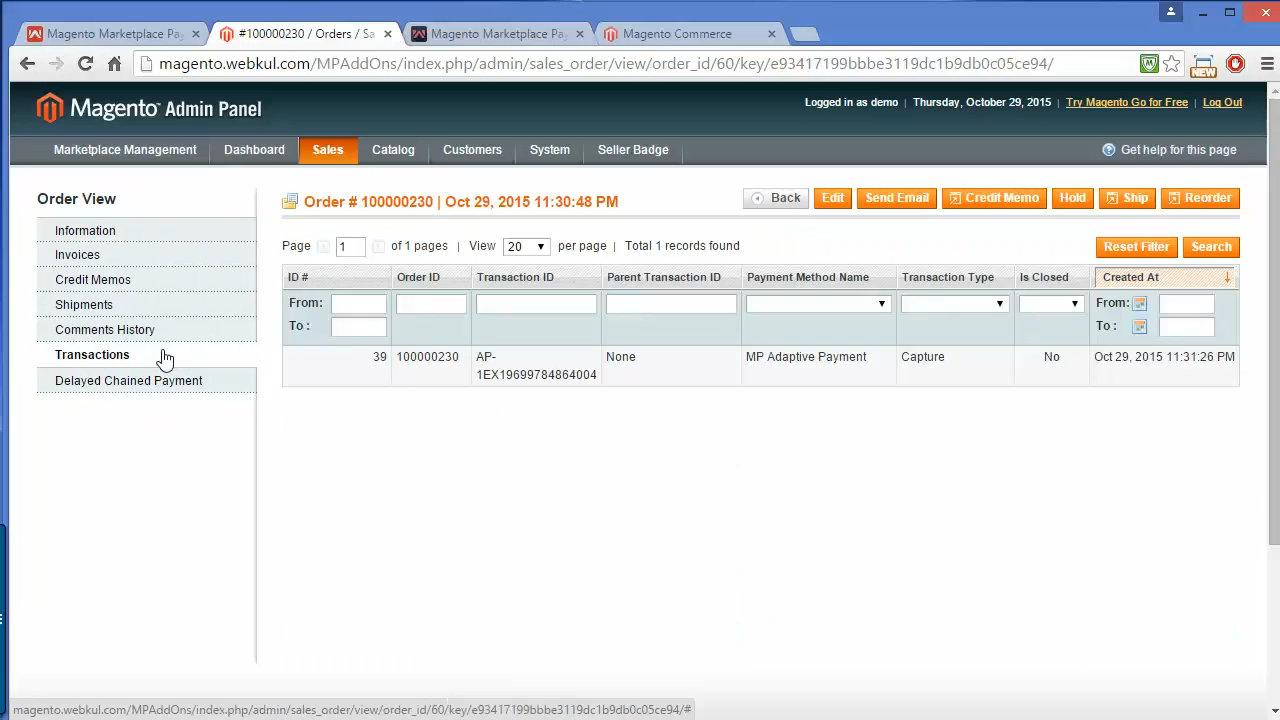 Magento Marketplace Pay
#100000230 / Orders / Sa
Magento Marketplace Pay
Magento Commerce
magento.webkul.com/MPAddOns/index.php/admin/sales_order/view/order_id/60/key/e93417199bbbe3119dc1b9db0c05ce94/
NEW
Magento Admin Panel
Logged in as demo | Thursday, October 29, 2015 | Try Magento Go for Free | Log Out
Marketplace Management Dashboard Sales Catalog Customers System Seller Badge
Get help for this page
Order View
Information
Invoices
Credit Memos
Shipments
Comments History
Transactions
Delayed Chained Payment
Order # 100000230 | Oct 29, 2015 11:30:48 PM
Back Edit Send Email Credit Memo Hold Ship Reorder
Page 1 of 1 pages | View 20 per page | Total 1 records found
Reset Filter Search
ID # Order ID Transaction ID Parent Transaction ID Payment Method Name Transaction Type Is Closed Created At
From: From:
To : To :
39 100000230 AP- None MP Adaptive Payment Capture No Oct 29, 2015 11:31:26 PM
1EX19699784864004
magento.webkul.com/MPAddOns/index.php/admin/sales_order/view/order_id/60/key/e93417199bbbe3119dc1b9db0c05ce94/#